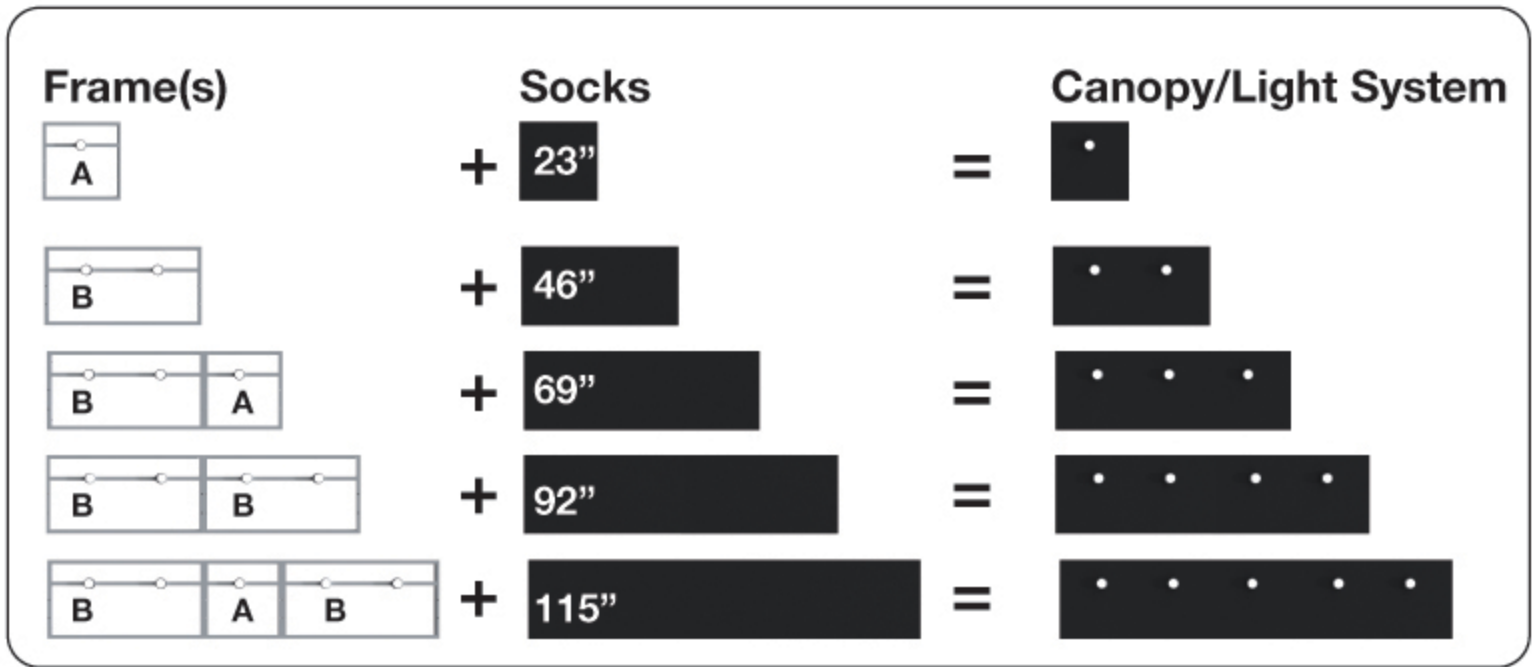 Frame(s) Socks Canopy/Light System
A + 23” =
B + 46” =
B A + 69” =
B B + 92” =
B A B + 115” =